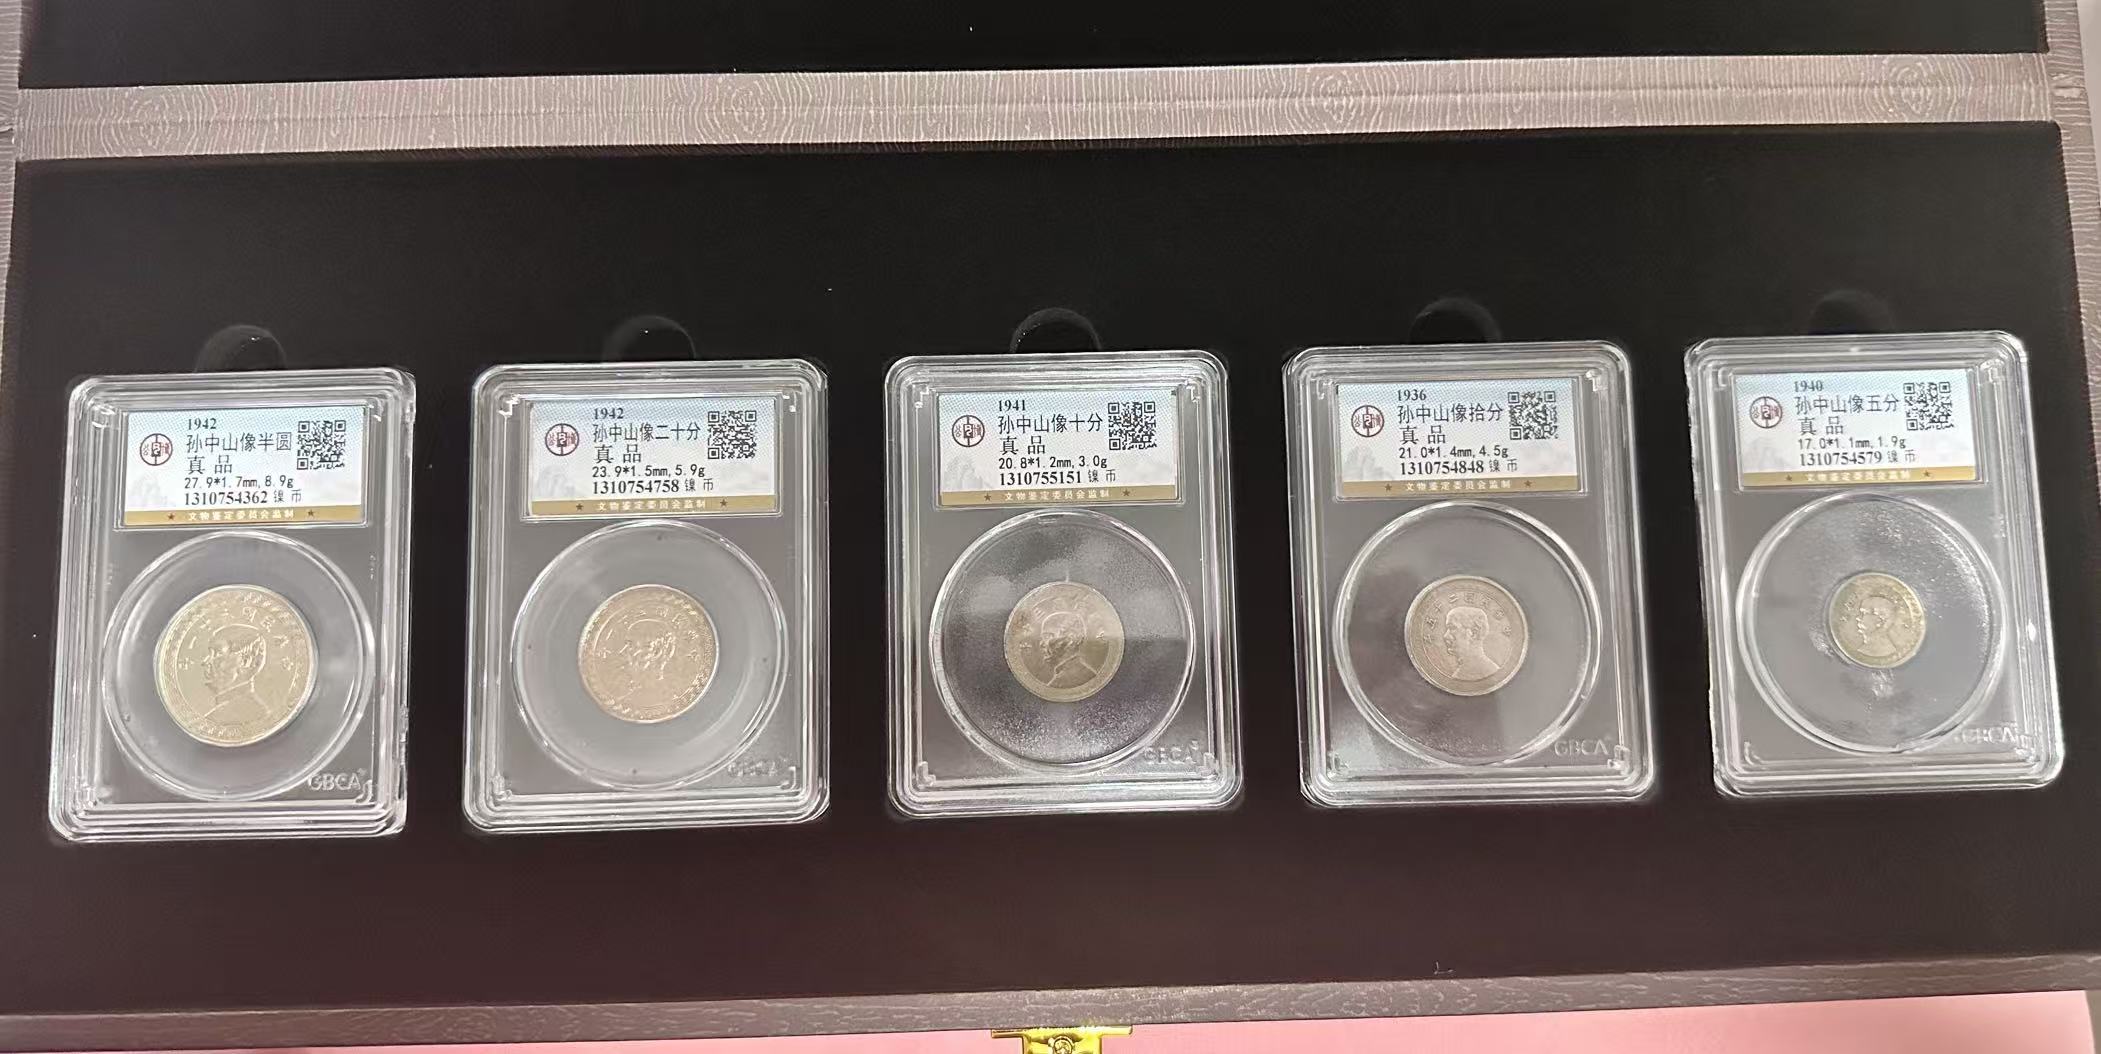 1942
孙中山像半圆
真 品
27.9*1.7mm,8.9g
1310754362 镍 币
★ 文物鉴定委员会监制 ★
GBCA
1942
孙中山像二十分
真 品
23.9*1.5mm,5.9g
1310754758 镍 币
★ 文物鉴定委员会监制 ★
GBCA
1941
孙中山像十分
真 品
20.8*1.2mm,3.0g
1310755151 镍 币
★ 文物鉴定委员会监制 ★
GBCA
1936
孙中山像拾分
真 品
21.0*1.4mm,4.5g
1310754848 镍 币
★ 文物鉴定委员会监制 ★
GBCA
1940
孙中山像五分
真 品
17.0*1.1mm,1.9g
1310754579 镍 币
★ 文物鉴定委员会监制 ★
GBCA